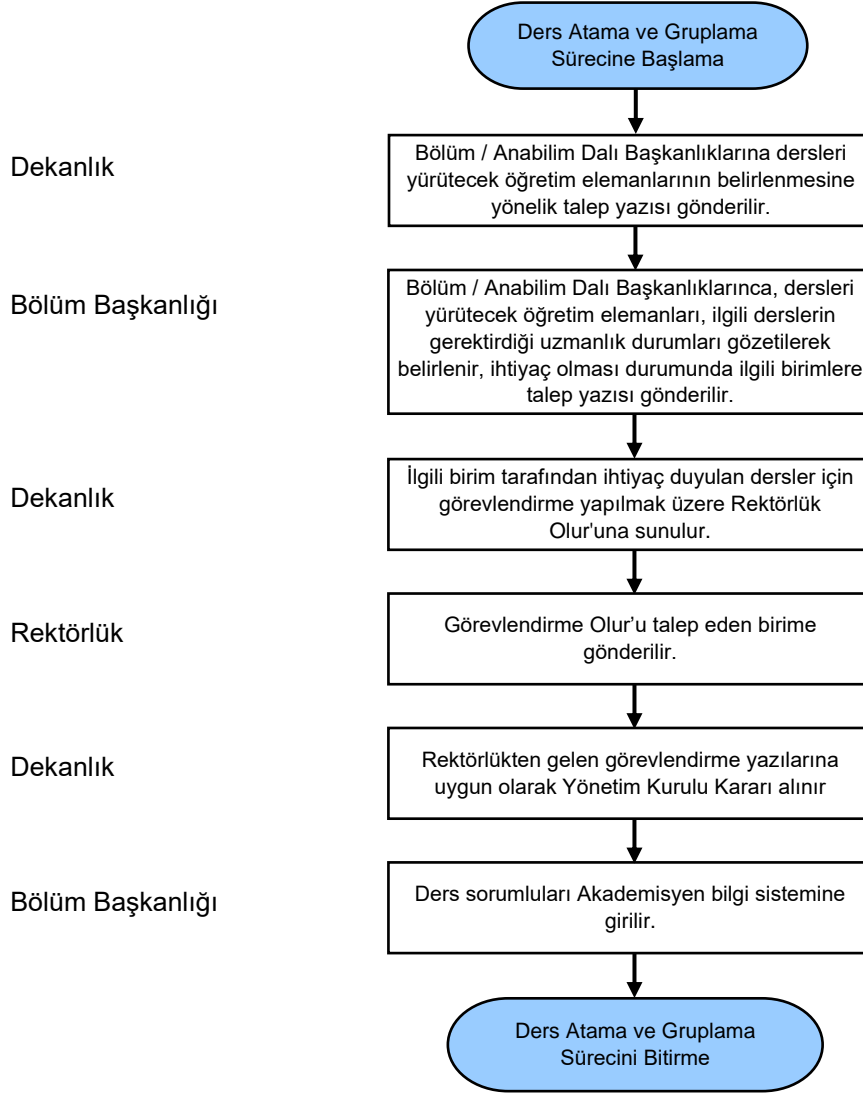 Ders Atama ve Gruplama
Sürecine Başlama
Dekanlık
Bölüm / Anabilim Dalı Başkanlıklarına dersleri
yürütecek öğretim elemanlarının belirlenmesine
yönelik talep yazısı gönderilir.
Bölüm Başkanlığı
Bölüm / Anabilim Dalı Başkanlıklarınca, dersleri
yürütecek öğretim elemanları, ilgili derslerin
gerektirdiği uzmanlık durumları gözetilerek
belirlenir, ihtiyaç olması durumunda ilgili birimlere
talep yazısı gönderilir.
Dekanlık
İlgili birim tarafından ihtiyaç duyulan dersler için
görevlendirme yapılmak üzere Rektörlük
Olur'una sunulur.
Rektörlük
Görevlendirme Olur’u talep eden birime
gönderilir.
Dekanlık
Rektörlükten gelen görevlendirme yazılarına
uygun olarak Yönetim Kurulu Kararı alınır
Bölüm Başkanlığı
Ders sorumluları Akademisyen bilgi sistemine
girilir.
Ders Atama ve Gruplama
Sürecini Bitirme